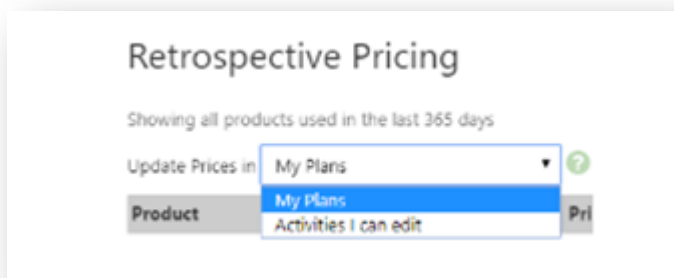 Retrospective Pricing
Showing all products used in the last 365 days
Update Prices in My Plans
My Plans
Activities I can edit
Product Pri